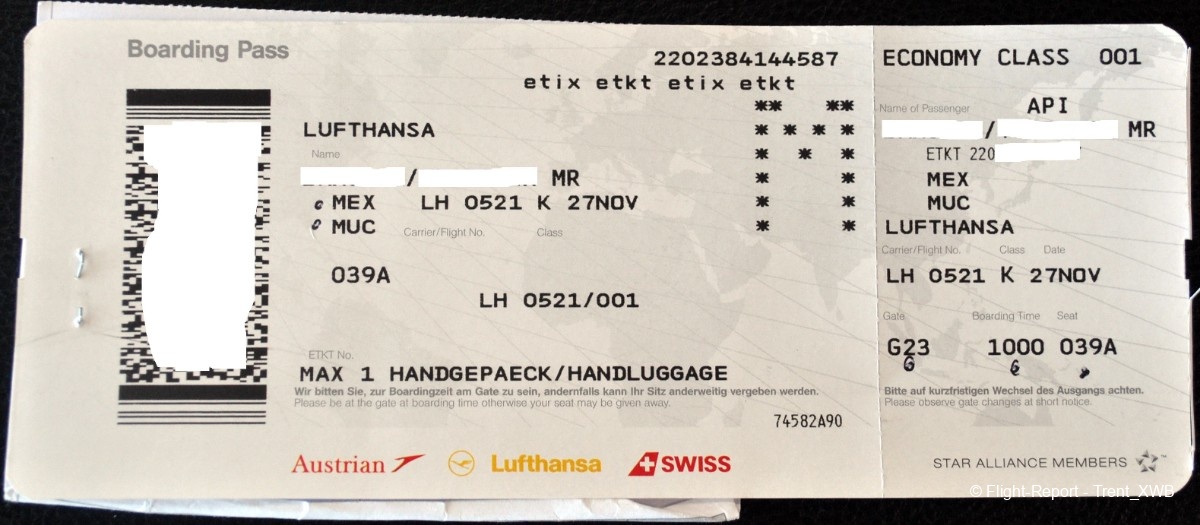 Boarding Pass
2202384144587
etix etkt etix etkt
** **
LUFTHANSA * * * *
Name * * *
/ MR * *
MEX LH 0521 K 27NOV * *
MUC Carrier/Flight No. Class * *
039A
LH 0521/001
ETKT No.
MAX 1 HANDGEPAECK/HANDLUGGAGE
Wir bitten Sie, zur Boardingzeit am Gate zu sein, andernfalls kann Ihr Sitz anderweitig vergeben werden.
Please be at the gate at boarding time otherwise your seat may be given away.
74582A90
Austrian Lufthansa SWISS
ECONOMY CLASS 001
Name of Passenger API
/ MR
ETKT 220
MEX
MUC
LUFTHANSA
Carrier/Flight No. Class Date
LH 0521 K 27NOV
Gate Boarding Time Seat
G23 1000 039A
Bitte auf kurzfristigen Wechsel des Ausgangs achten.
Please observe gate changes at short notice.
STAR ALLIANCE MEMBERS
© Flight-Report - Trent_XWB